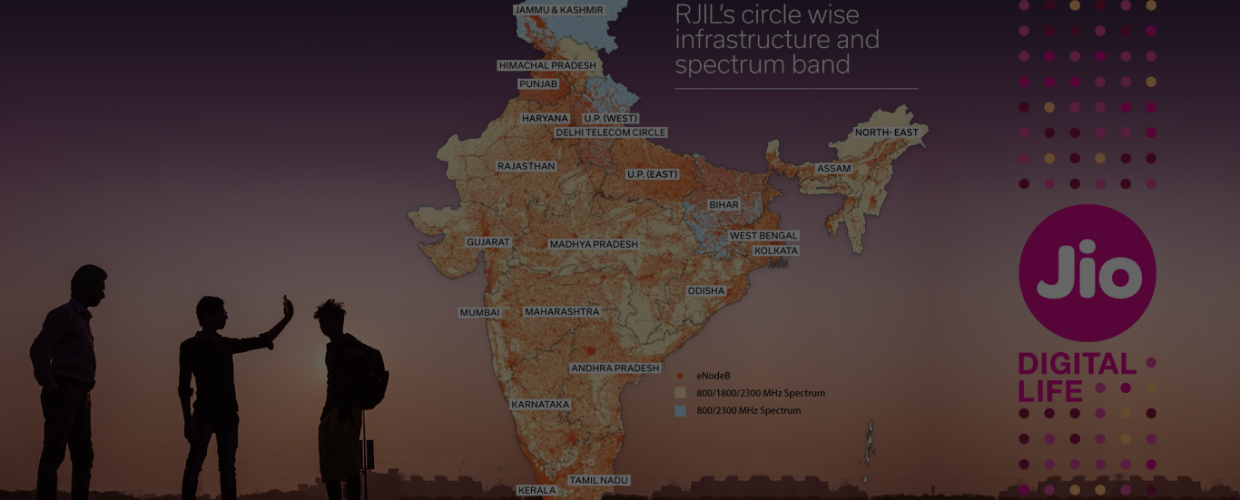 JAMMU & KASHMIR
RJIL's circle wise
infrastructure and
spectrum band
HIMACHAL PRADESH
PUNJAB
HARYANA
U.P. (WEST)
DELHI TELECOM CIRCLE
NORTH-EAST
RAJASTHAN
U.P. (EAST)
ASSAM
BIHAR
WEST BENGAL
GUJARAT
MADHYA PRADESH
KOLKATA
ODISHA
MUMBAI
MAHARASHTRA
ANDHRA PRADESH
KARNATAKA
TAMIL NADU
KERALA
eNodeB
800/1800/2300 MHz Spectrum
800/2300 MHz Spectrum
Jio
DIGITAL
LIFE